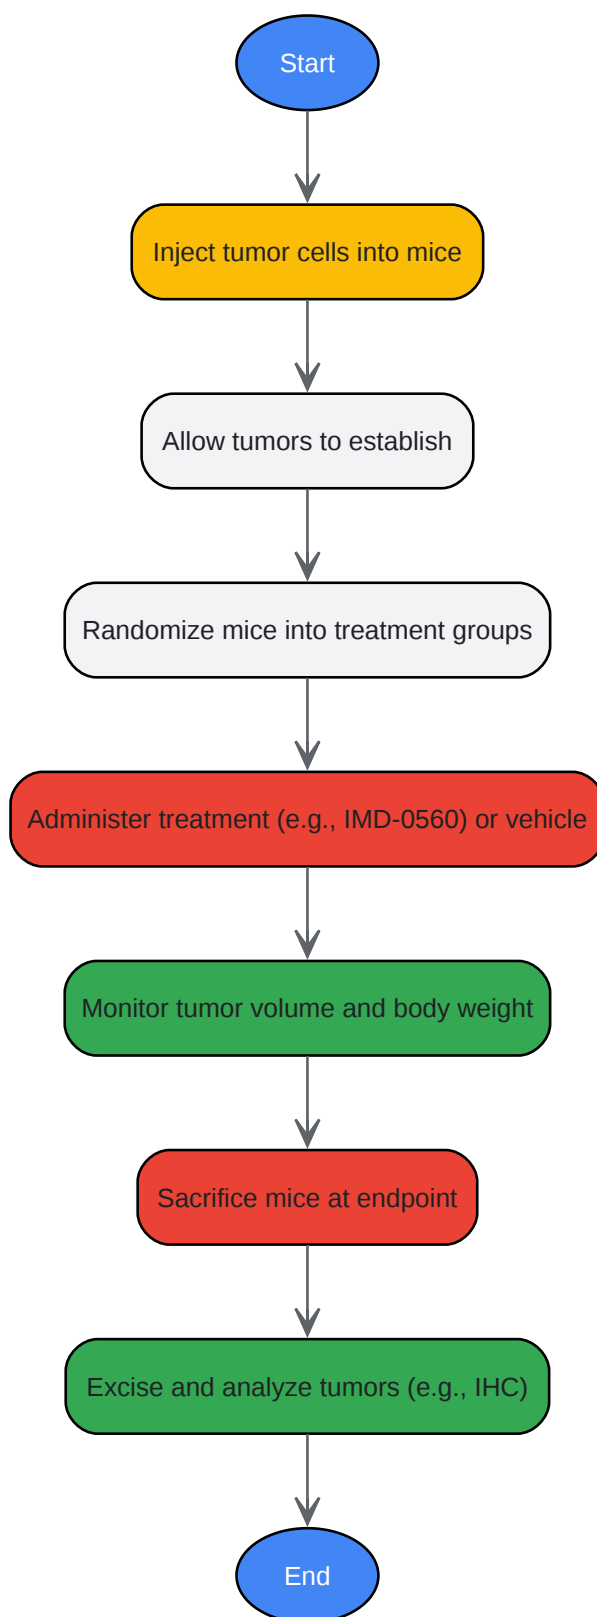 Start
Inject tumor cells into mice
Allow tumors to establish
Randomize mice into treatment groups
Administer treatment (e.g., IMD-0560) or vehicle
Monitor tumor volume and body weight
Sacrifice mice at endpoint
Excise and analyze tumors (e.g., IHC)
End